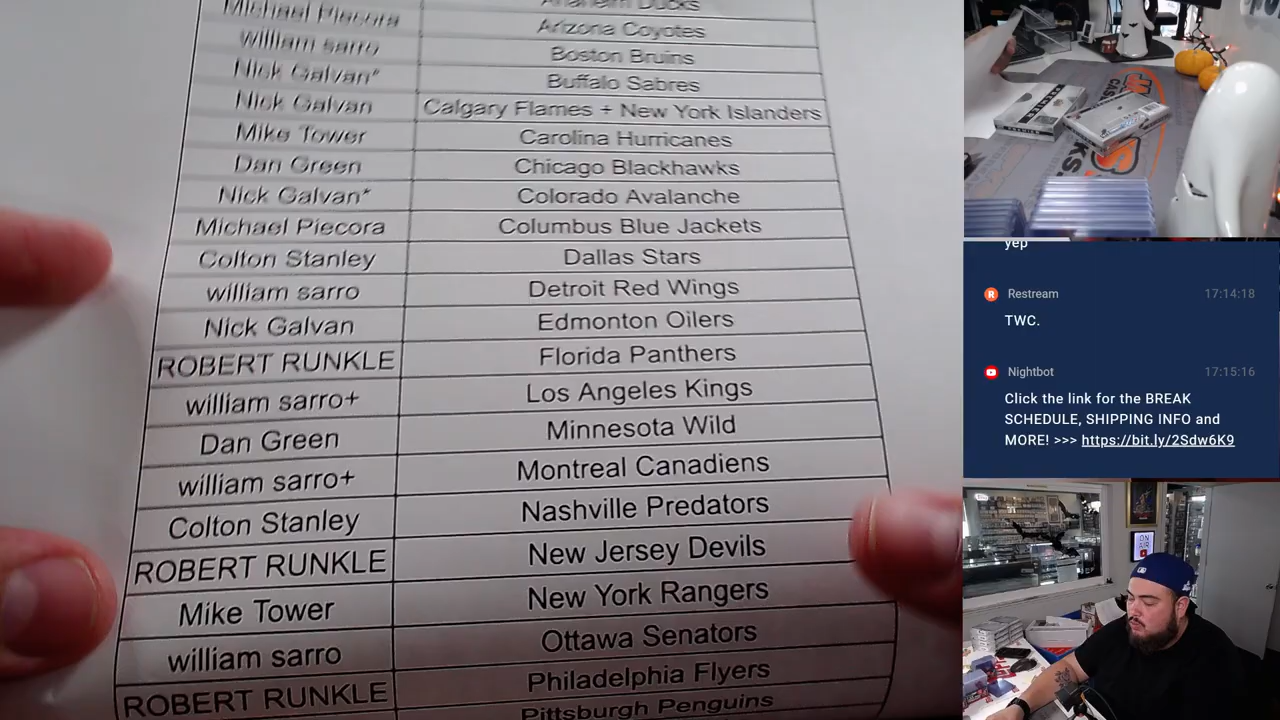 Anaheim Ducks
Michael Piecora Arizona Coyotes
william sarro Boston Bruins
Nick Galvan* Buffalo Sabres
Nick Galvan Calgary Flames + New York Islanders
Mike Tower Carolina Hurricanes
Dan Green Chicago Blackhawks
Nick Galvan* Colorado Avalanche
Michael Piecora Columbus Blue Jackets
Colton Stanley Dallas Stars
william sarro Detroit Red Wings
Nick Galvan Edmonton Oilers
ROBERT RUNKLE Florida Panthers
william sarro+ Los Angeles Kings
Dan Green Minnesota Wild
william sarro+ Montreal Canadiens
Colton Stanley Nashville Predators
ROBERT RUNKLE New Jersey Devils
Mike Tower New York Rangers
william sarro Ottawa Senators
ROBERT RUNKLE Philadelphia Flyers
Pittsburgh Penguins
yep
Restream 17:14:18
TWC.
Nightbot 17:15:16
Click the link for the BREAK
SCHEDULE, SHIPPING INFO and
MORE! >>> https://bit.ly/2Sdw6K9
ON
AIR